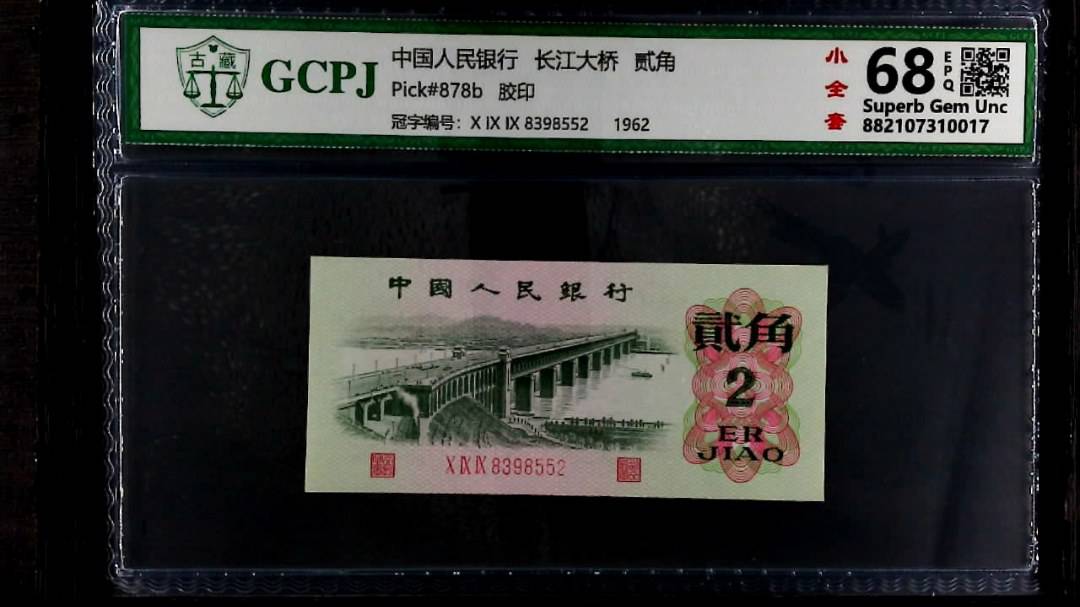 古藏
GCPJ
中国人民银行 长江大桥 贰角
Pick#878b 胶印
冠字编号: X IX IX 8398552 1962
小全套
68 EPQ
Superb Gem Unc
882107310017
中國人民銀行
貳角
2
ER
JIAO
X IX IX 8398552